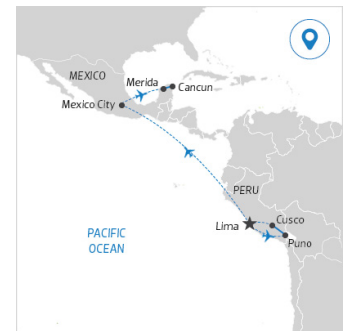 MEXICO
Merida
Cancun
Mexico City
PERU
Lima
Cusco
Puno
PACIFIC
OCEAN